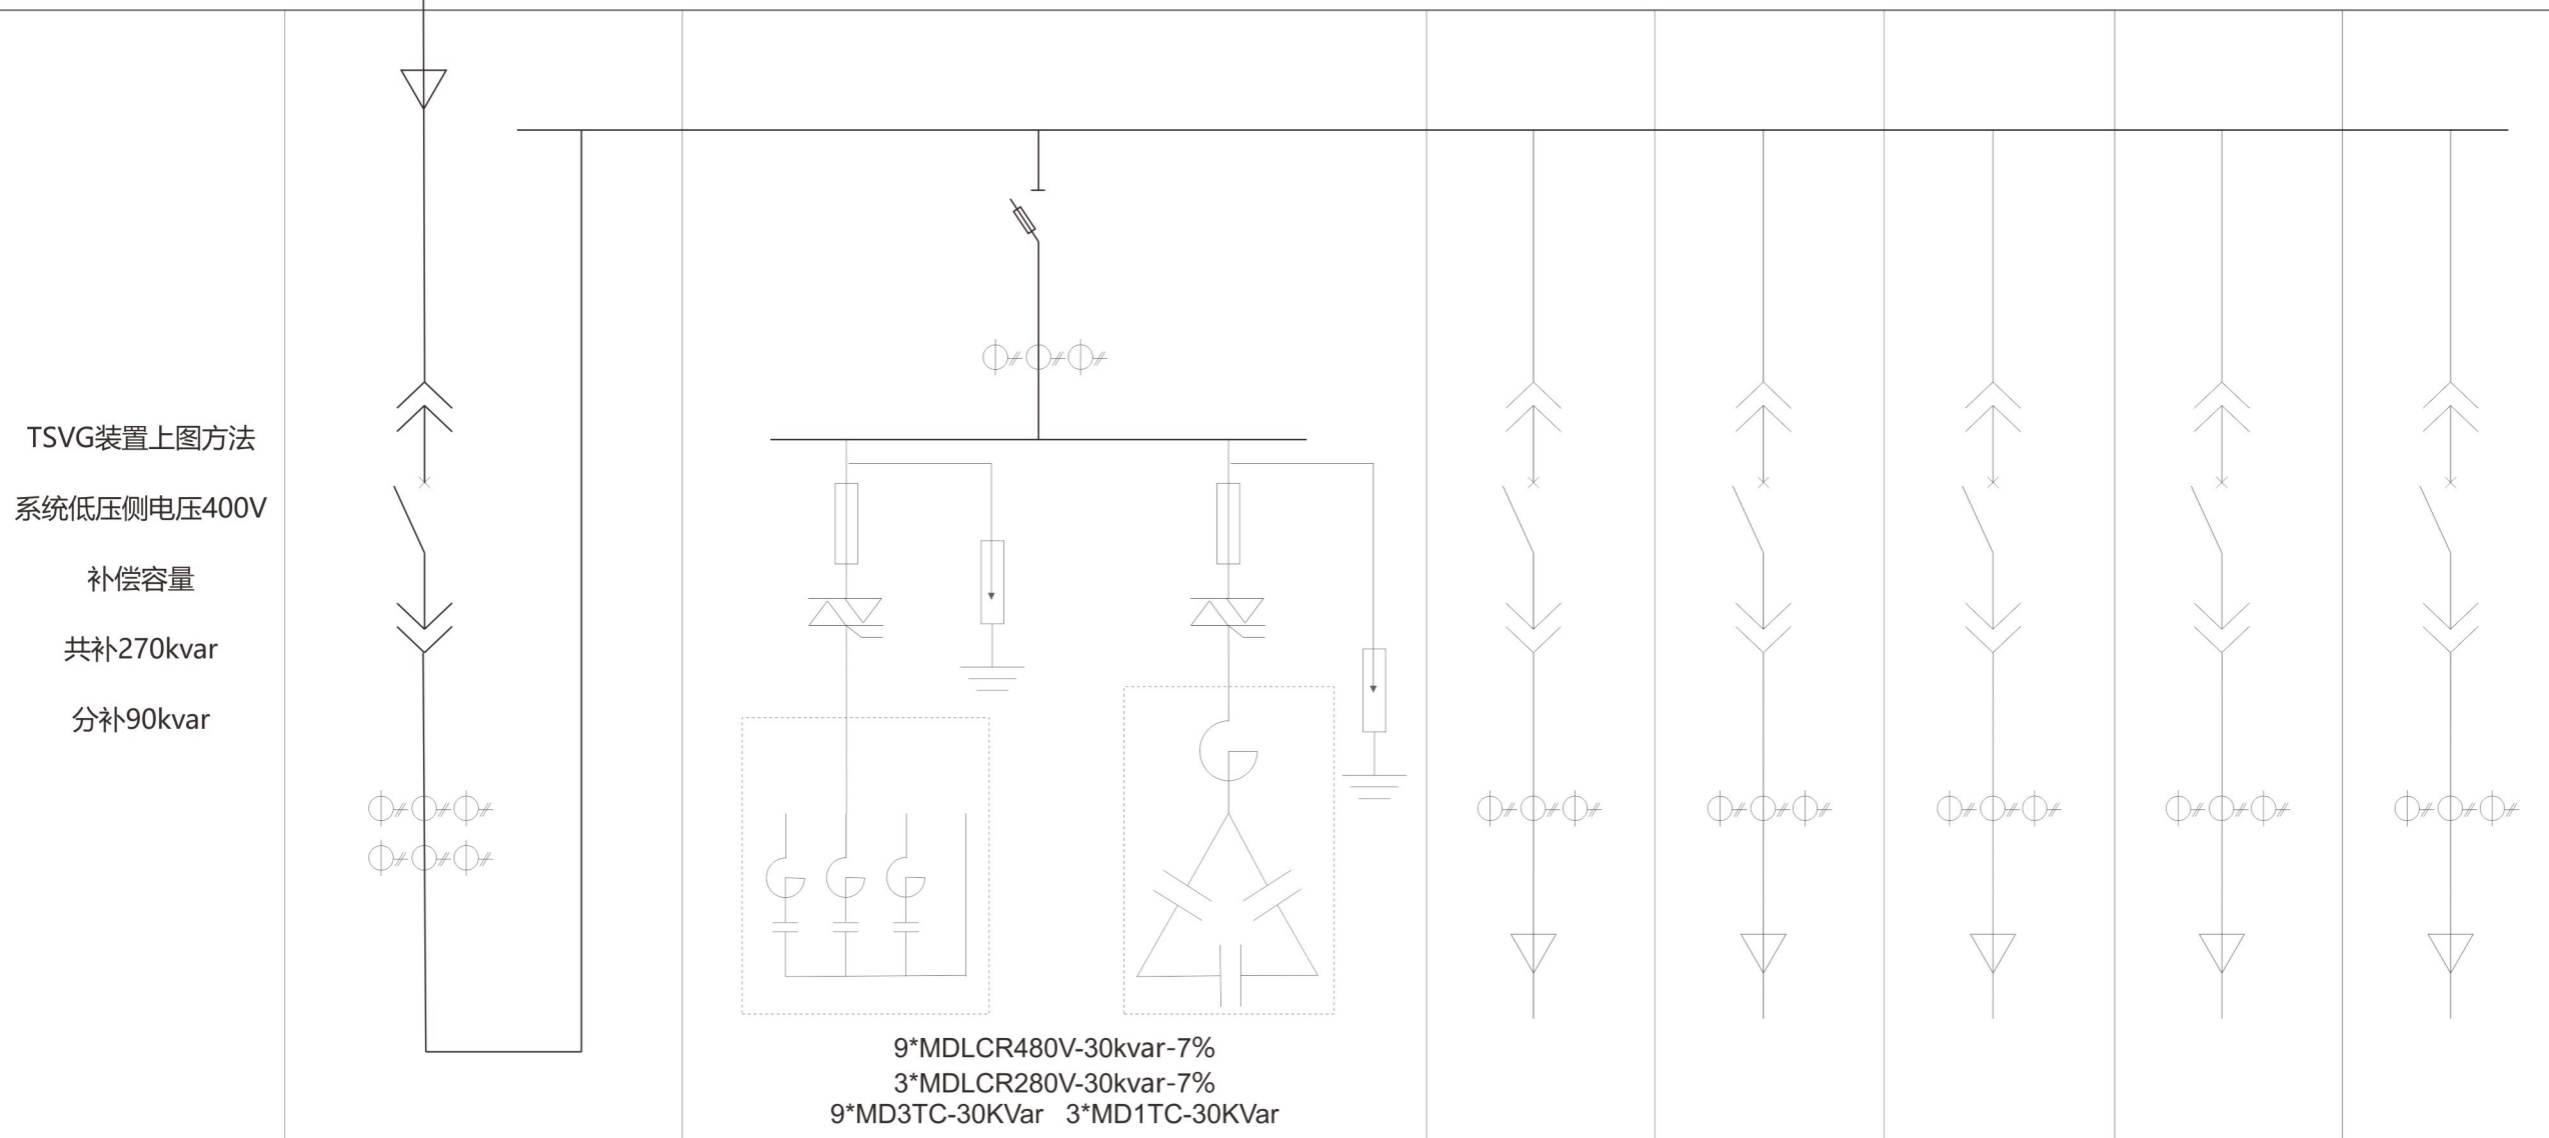 TSVG装置上图方法
系统低压侧电压400V
补偿容量
共补270kvar
分补90kvar
9*MDLCR480V-30kvar-7%
3*MDLCR280V-30kvar-7%
9*MD3TC-30KVar 3*MD1TC-30KVar